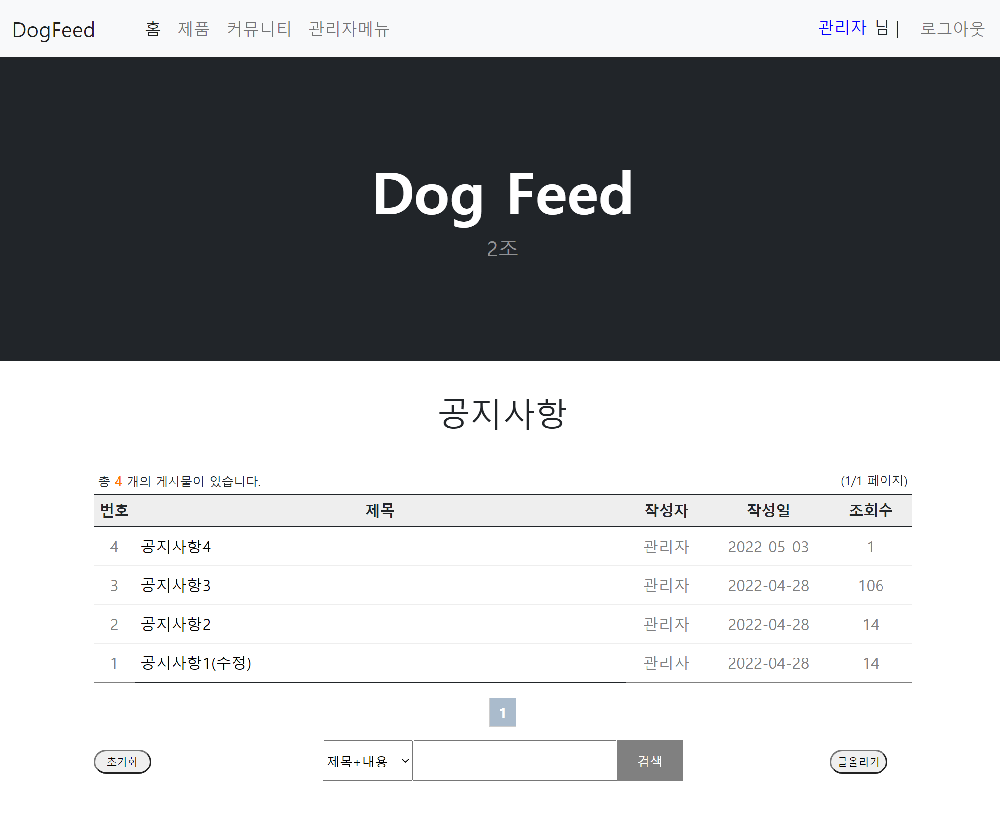 DogFeed 홈 제품 커뮤니티 관리자메뉴 관리자 님 | 로그아웃
Dog Feed
2조
공지사항
총 4 개의 게시물이 있습니다. (1/1 페이지)
번호 제목 작성자 작성일 조회수
4 공지사항4 관리자 2022-05-03 1
3 공지사항3 관리자 2022-04-28 106
2 공지사항2 관리자 2022-04-28 14
1 공지사항1(수정) 관리자 2022-04-28 14
1
초기화 제목+내용 검색 글올리기